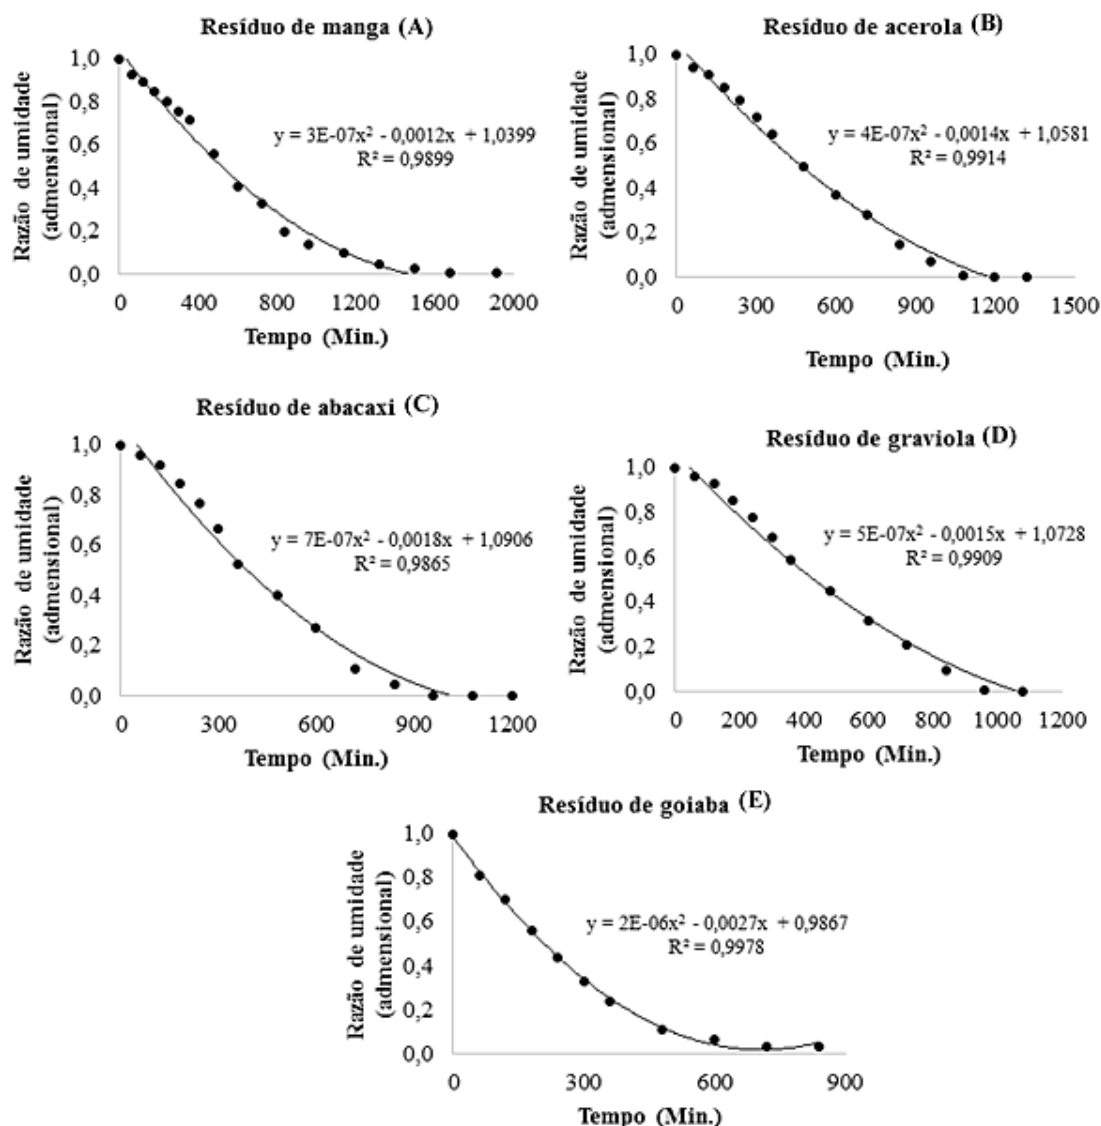 Resíduo de manga (A)
Razão de umidade
(admensional)
1,0
0,8
0,6
0,4
0,2
0,0
y = 3E-07x² - 0,0012x + 1,0399
R² = 0,9899
0 400 800 1200 1600 2000
Tempo (Min.)
Resíduo de acerola (B)
Razão de umidade
(admensional)
1,0
0,8
0,6
0,4
0,2
0,0
y = 4E-07x² - 0,0014x + 1,0581
R² = 0,9914
0 300 600 900 1200 1500
Tempo (Min.)
Resíduo de abacaxi (C)
Razão de umidade
(admensional)
1,0
0,8
0,6
0,4
0,2
0,0
y = 7E-07x² - 0,0018x + 1,0906
R² = 0,9865
0 300 600 900 1200
Tempo (Min.)
Resíduo de graviola (D)
Razão de umidade
(admensional)
1,0
0,8
0,6
0,4
0,2
0,0
y = 5E-07x² - 0,0015x + 1,0728
R² = 0,9909
0 200 400 600 800 1000 1200
Tempo (Min.)
Resíduo de goiaba (E)
Razão de umidade
(admensional)
1,0
0,8
0,6
0,4
0,2
0,0
y = 2E-06x² - 0,0027x + 0,9867
R² = 0,9978
0 300 600 900
Tempo (Min.)